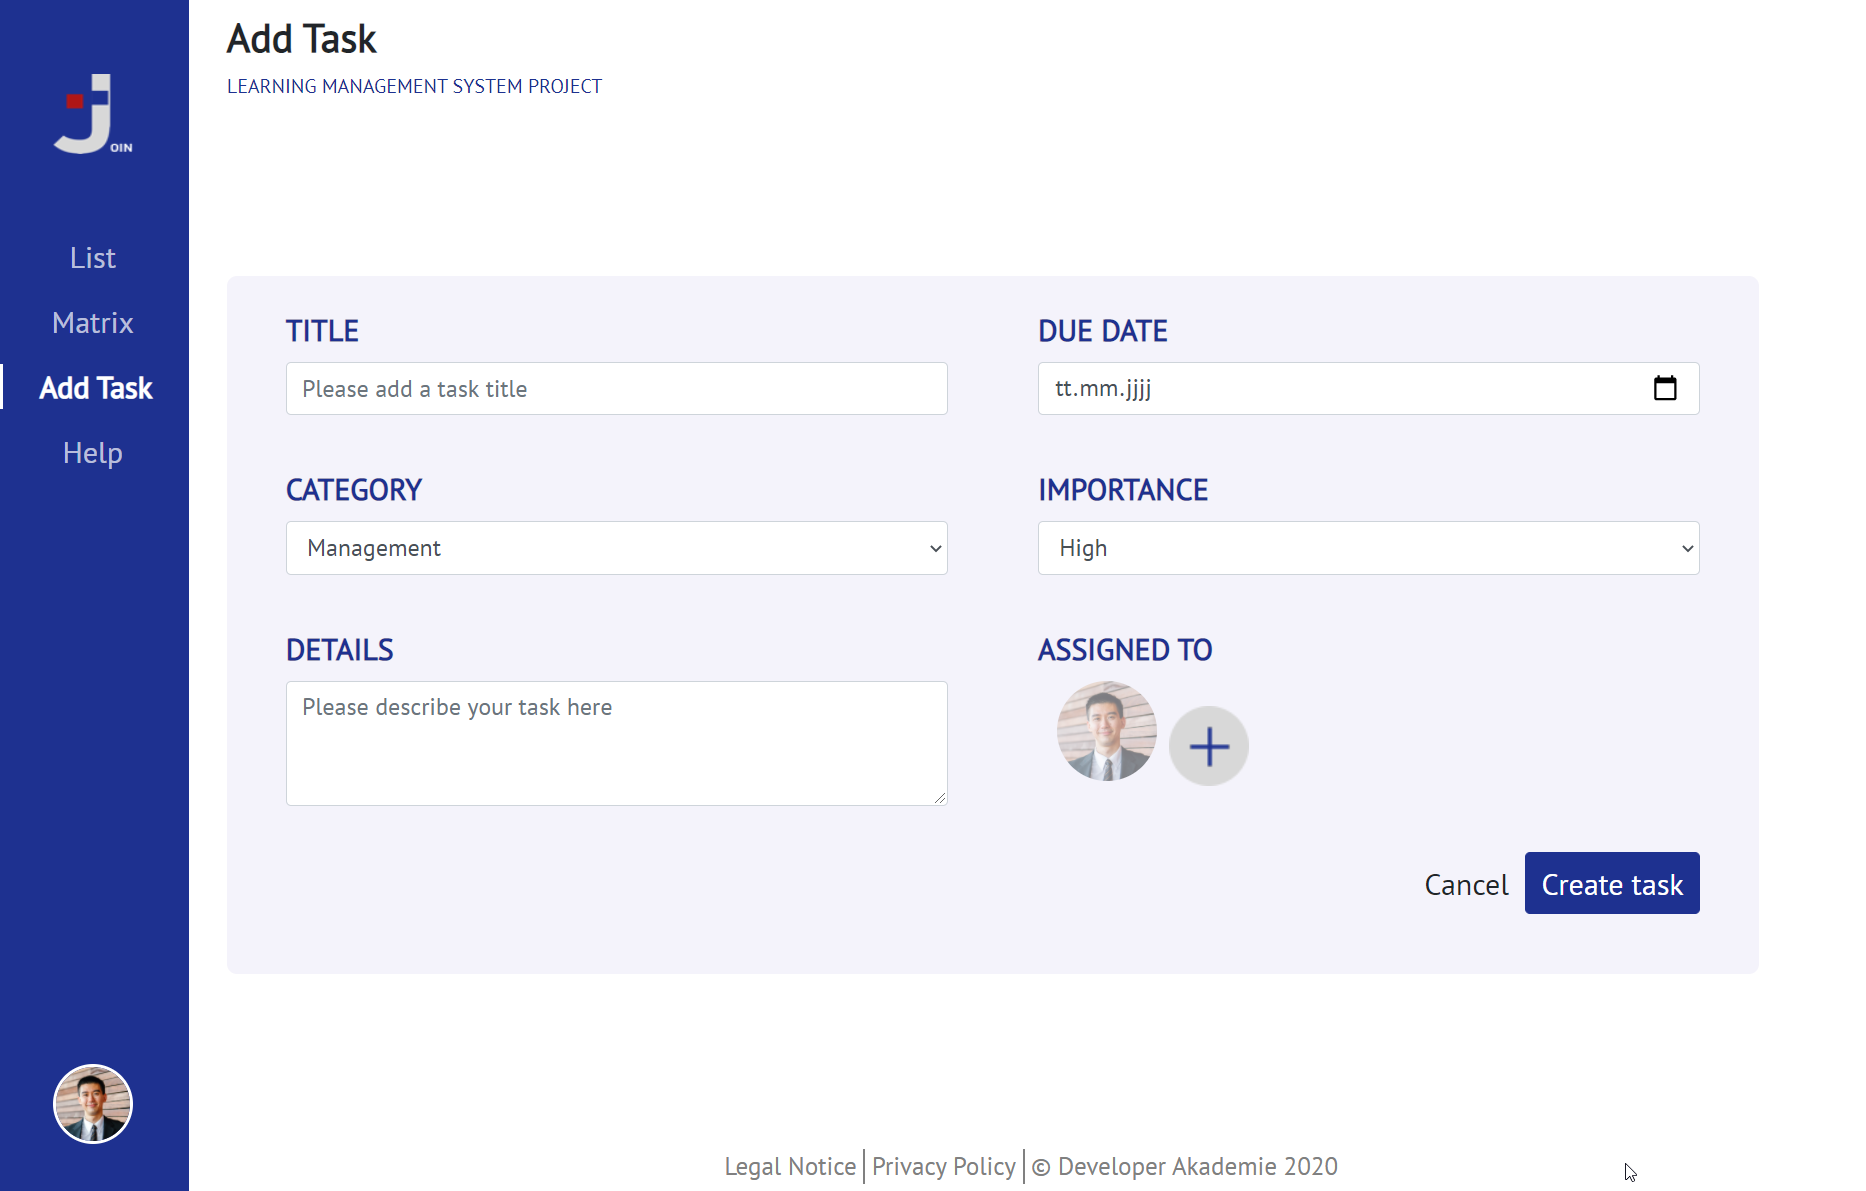 Add Task
LEARNING MANAGEMENT SYSTEM PROJECT
JOIN
List
Matrix
Add Task
Help
TITLE
Please add a task title
DUE DATE
tt.mm.jjjj
CATEGORY
Management
IMPORTANCE
High
DETAILS
Please describe your task here
ASSIGNED TO
Cancel
Create task
Legal Notice Privacy Policy © Developer Akademie 2020